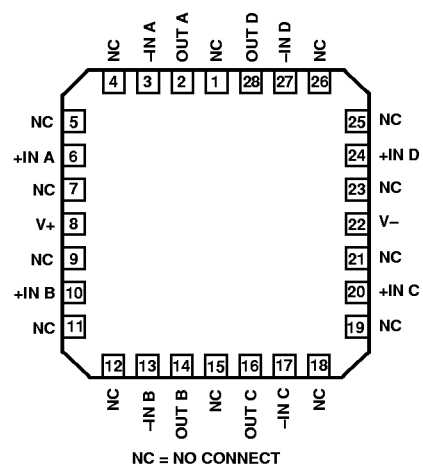 NC
–IN A
OUT A
NC
OUT D
–IN D
NC
4
3
2
1
28
27
26
NC 5
25 NC
+IN A 6
24 +IN D
NC 7
23 NC
V+ 8
22 V–
NC 9
21 NC
+IN B 10
20 +IN C
NC 11
19 NC
12
13
14
15
16
17
18
NC
–IN B
OUT B
NC
OUT C
–IN C
NC
NC = NO CONNECT